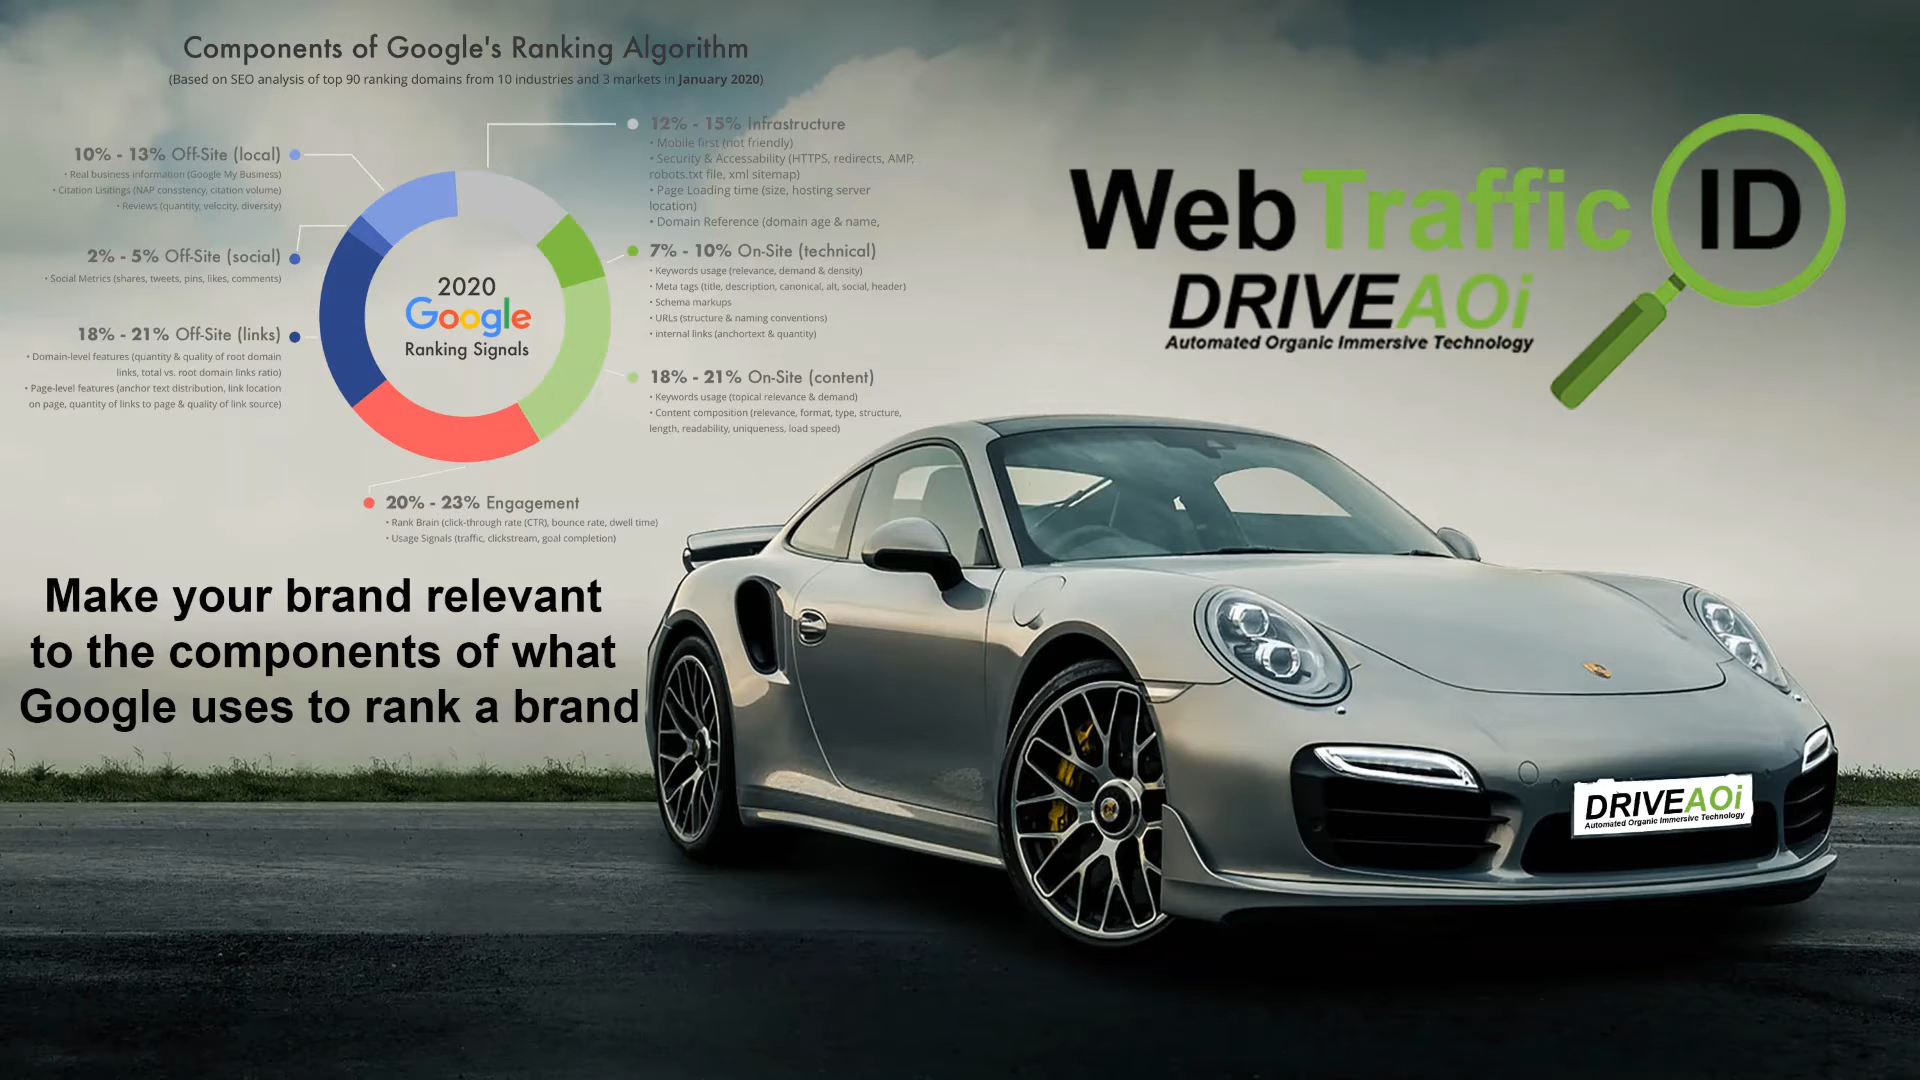 Components of Google's Ranking Algorithm
(Based on SEO analysis of top 90 ranking domains from 10 industries and 3 markets in January 2020)
10% - 13% Off-Site (local)
• Real business information (Google My Business)
• Citation Lisitings (NAP consstency, citation volume)
• Reviews (quantity, velocity, diversity)
2% - 5% Off-Site (social)
• Social Metrics (shares, tweets, pins, likes, comments)
18% - 21% Off-Site (links)
• Domain-level features (quantity & quality of root domain
links, total vs. root domain links ratio)
• Page-level features (anchor text distribution, link location
on page, quantity of links to page & quality of link source)
2020
Google
Ranking Signals
12% - 15% Infrastructure
• Mobile first (not friendly)
• Security & Accessability (HTTPS, redirects, AMP,
robots.txt file, xml sitemap)
• Page Loading time (size, hosting server
location)
• Domain Reference (domain age & name,
7% - 10% On-Site (technical)
• Keywords usage (relevance, demand & density)
• Meta tags (title, description, canonical, alt, social, header)
• Schema markups
• URLs (structure & naming conventions)
• internal links (anchortext & quantity)
18% - 21% On-Site (content)
• Keywords usage (topical relevance & demand)
• Content composition (relevance, format, type, structure,
length, readability, uniqueness, load speed)
20% - 23% Engagement
• Rank Brain (click-through rate (CTR), bounce rate, dwell time)
• Usage Signals (traffic, clickstream, goal completion)
Make your brand relevant
to the components of what
Google uses to rank a brand
WebTraffic ID
DRIVEAOi
Automated Organic Immersive Technology
DRIVEAOi
Automated Organic Immersive Technology